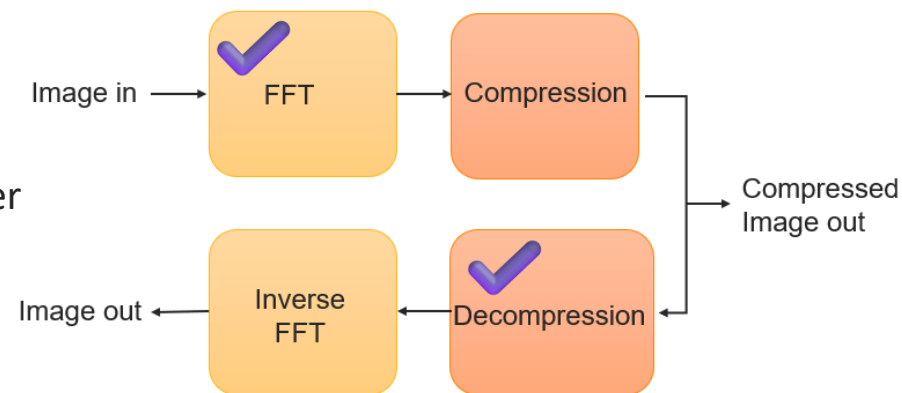 Image in
FFT
Compression
er
Compressed
Image out
Image out
Inverse
FFT
Decompression